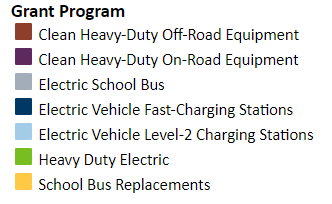 Grant Program
Clean Heavy-Duty Off-Road Equipment
Clean Heavy-Duty On-Road Equipment
Electric School Bus
Electric Vehicle Fast-Charging Stations
Electric Vehicle Level-2 Charging Stations
Heavy Duty Electric
School Bus Replacements